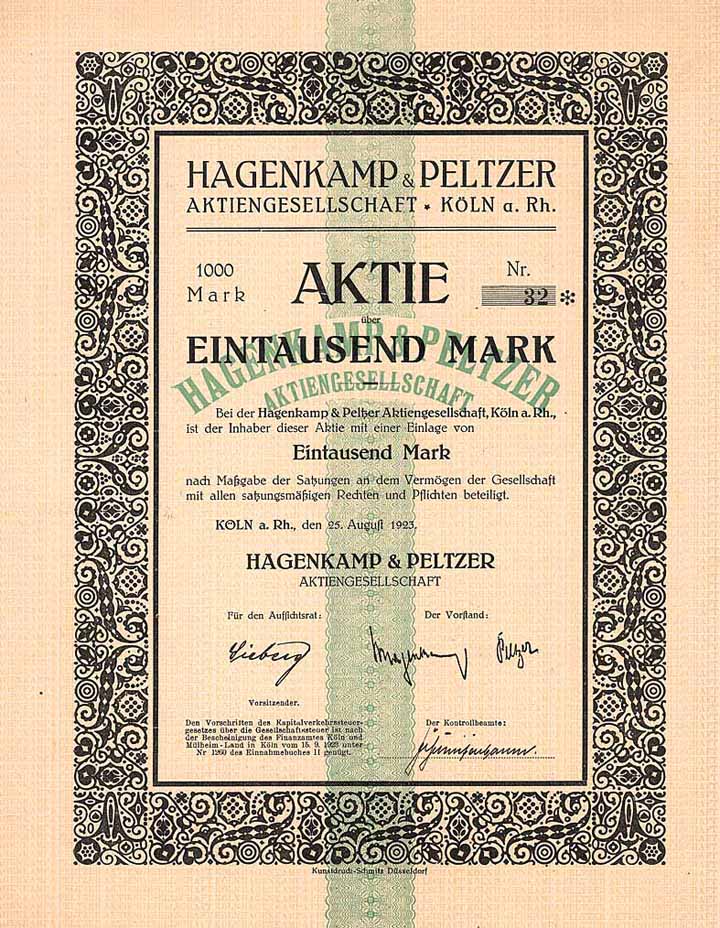 HAGENKAMP & PELTZER
AKTIENGESELLSCHAFT * KÖLN a. Rh.
1000
Mark
AKTIE
Nr.
32 *
über
EINTAUSEND MARK
HAGENKAMP & PELTZER
AKTIENGESELLSCHAFT
Bei der Hagenkamp & Peltzer Aktiengesellschaft, Köln a. Rh.,
ist der Inhaber dieser Aktie mit einer Einlage von
Eintausend Mark
nach Maßgabe der Satzungen an dem Vermögen der Gesellschaft
mit allen satzungsmäßigen Rechten und Pflichten beteiligt.
KÖLN a. Rh., den 25. August 1923.
HAGENKAMP & PELTZER
AKTIENGESELLSCHAFT
Für den Aufsichtsrat:
Der Vorstand:
Hagenkamp
Peltzer
Vorsitzender.
Den Vorschriften des Kapitalverkehrssteuer-
gesetzes über die Gesellschaftsteuer ist nach
der Bescheinigung des Finanzamtes Köln und
Mülheim-Land in Köln vom 15. 9. 1923 unter
Nr 1260 des Einnahmebuches II genügt.
Der Kontrollbeamte:
Kunstdruck-Schmitz Düsseldorf